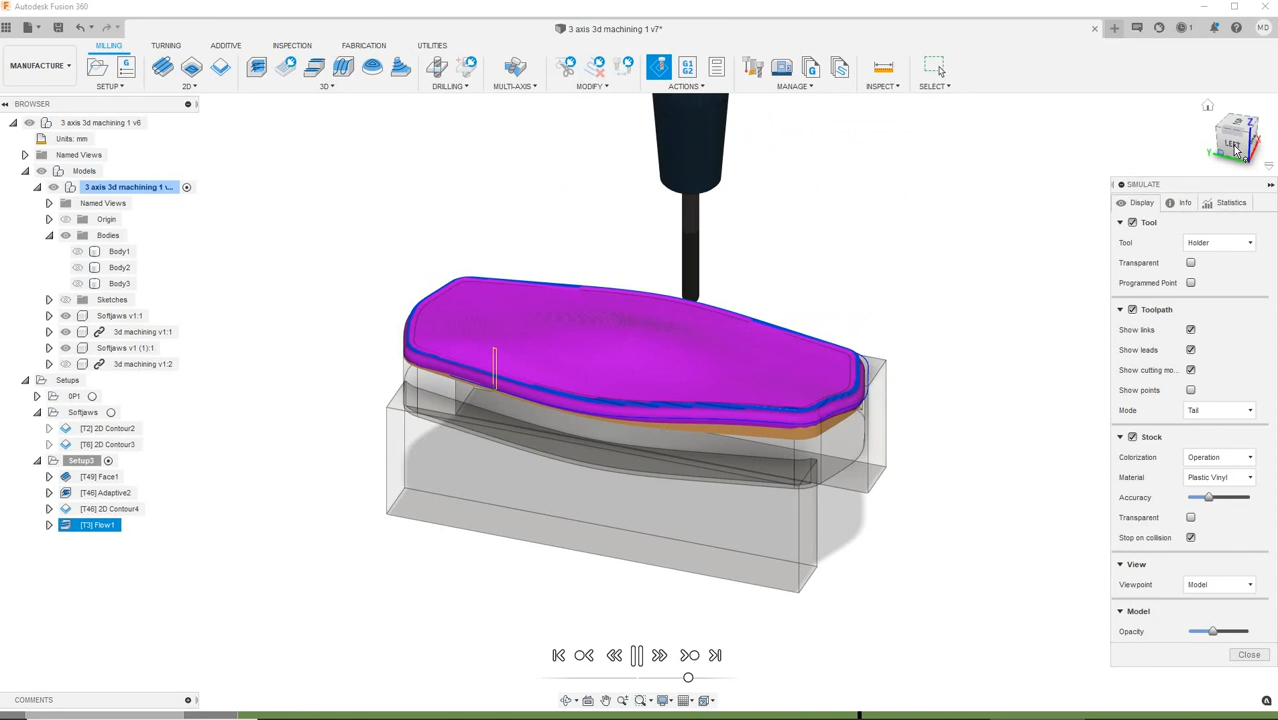 Autodesk Fusion 360
3 axis 3d machining 1 v7*
1
MD
MANUFACTURE
MILLING
TURNING
ADDITIVE
INSPECTION
FABRICATION
UTILITIES
G1
G2
SETUP
2D
3D
DRILLING
MULTI-AXIS
MODIFY
ACTIONS
MANAGE
INSPECT
SELECT
BROWSER
3 axis 3d machining 1 v6
Units: mm
Named Views
Models
3 axis 3d machining 1 v...
Named Views
Origin
Bodies
Body1
Body2
Body3
Sketches
Softjaws v1:1
3d machining v1:1
Softjaws v1 (1):1
3d machining v1:2
Setups
OP1
Softjaws
[T2] 2D Contour2
[T6] 2D Contour3
Setup3
[T49] Face1
[T46] Adaptive2
[T46] 2D Contour4
[T3] Flow1
Z
LEFT
Y
X
SIMULATE
Display
Info
Statistics
Tool
Tool
Holder
Transparent
Programmed Point
Toolpath
Show links
Show leads
Show cutting mo...
Show points
Mode
Tail
Stock
Colorization
Operation
Material
Plastic Vinyl
Accuracy
Transparent
Stop on collision
View
Viewpoint
Model
Model
Opacity
Close
COMMENTS